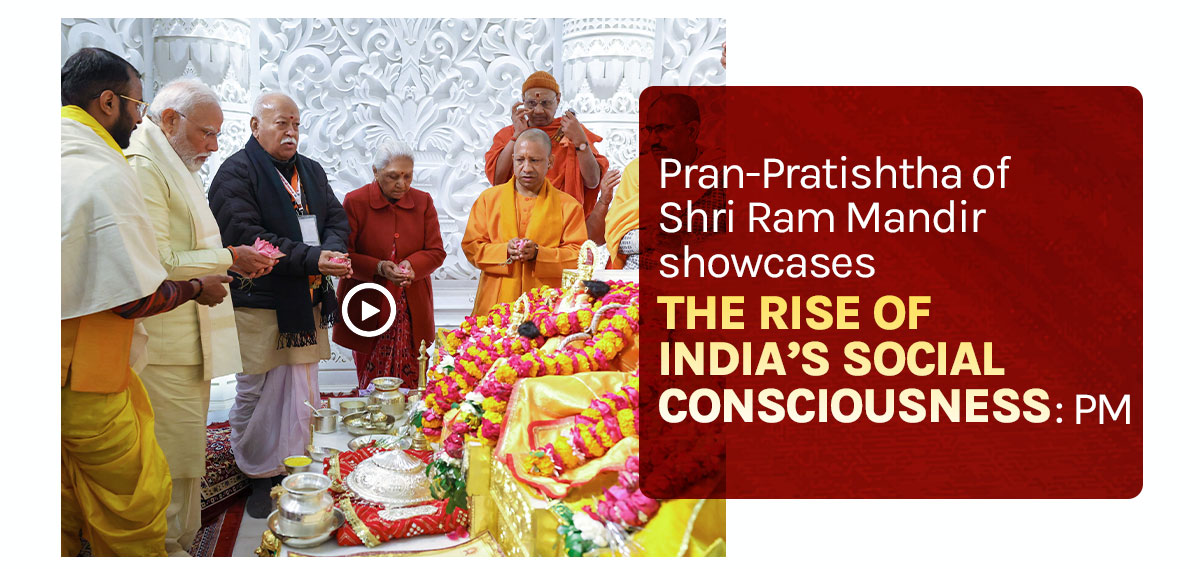 Pran-Pratishtha of
Shri Ram Mandir
showcases
THE RISE OF
INDIA’S SOCIAL
CONSCIOUSNESS: PM